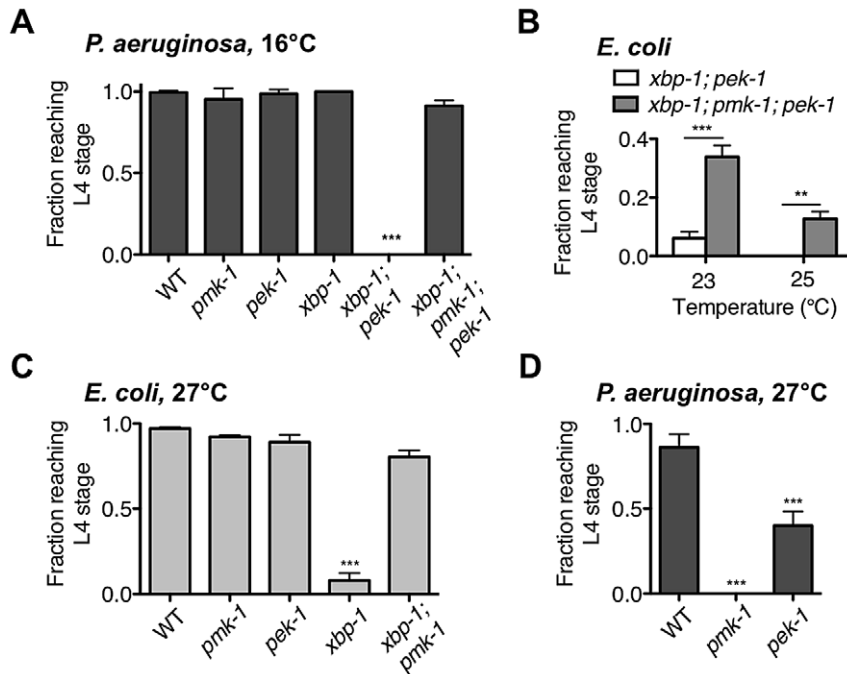 A
P. aeruginosa, 16°C
Fraction reaching
L4 stage
1.0
0.5
0.0
***
WT
pmk-1
pek-1
xbp-1
xbp-1;
pek-1
xbp-1;
pmk-1;
pek-1
B
E. coli
xbp-1; pek-1
xbp-1; pmk-1; pek-1
Fraction reaching
L4 stage
0.4
0.2
0.0
***
**
23
25
Temperature (°C)
C
E. coli, 27°C
Fraction reaching
L4 stage
1.0
0.5
0.0
***
WT
pmk-1
pek-1
xbp-1
xbp-1;
pmk-1
D
P. aeruginosa, 27°C
Fraction reaching
L4 stage
1.0
0.5
0.0
***
***
WT
pmk-1
pek-1